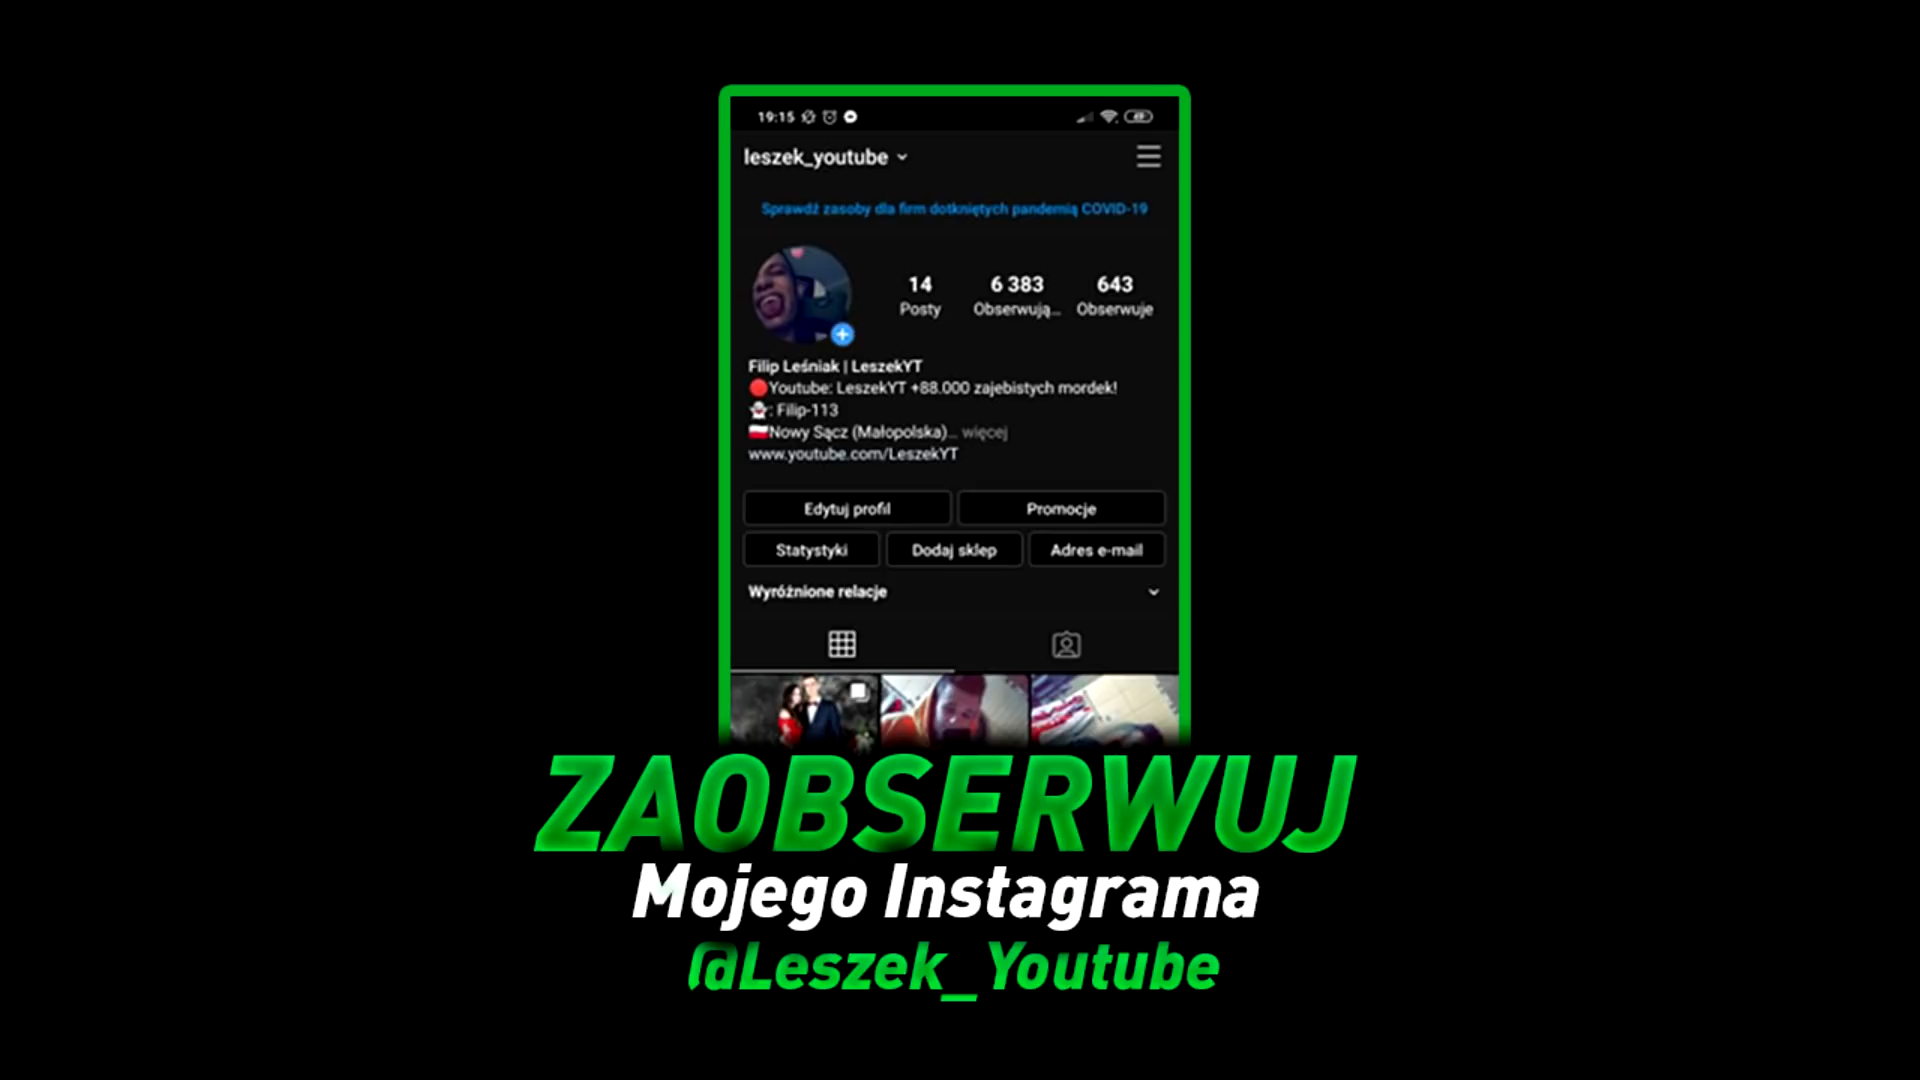 19:15
leszek_youtube
Sprawdź zasoby dla firm dotkniętych pandemią COVID-19
14 6 383 643
Posty Obserwują... Obserwuje
Filip Leśniak | LeszekYT
Youtube: LeszekYT +88.000 zajebistych mordek!
: Filip-113
Nowy Sącz (Małopolska)... więcej
www.youtube.com/LeszekYT
Edytuj profil Promocje
Statystyki Dodaj sklep Adres e-mail
Wyróżnione relacje
ZAOBSERWUJ
Mojego Instagrama
@Leszek_Youtube